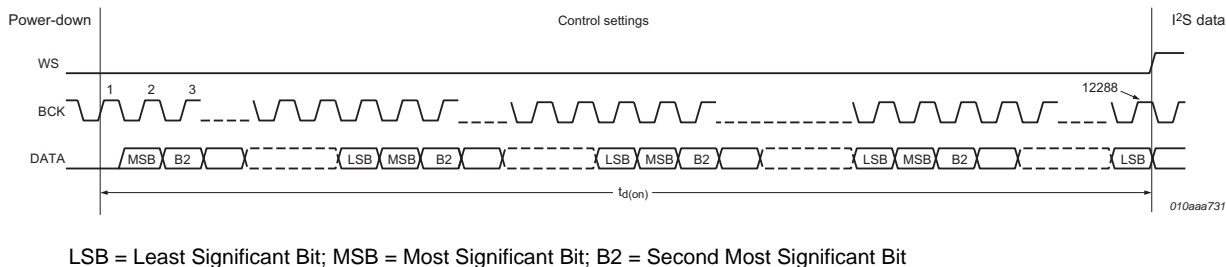 Power-down Control settings I²S data
WS
1 2 3 12288
BCK
DATA MSB B2 LSB MSB B2 LSB MSB B2 LSB MSB B2 LSB
td(on)
010aaa731
LSB = Least Significant Bit; MSB = Most Significant Bit; B2 = Second Most Significant Bit